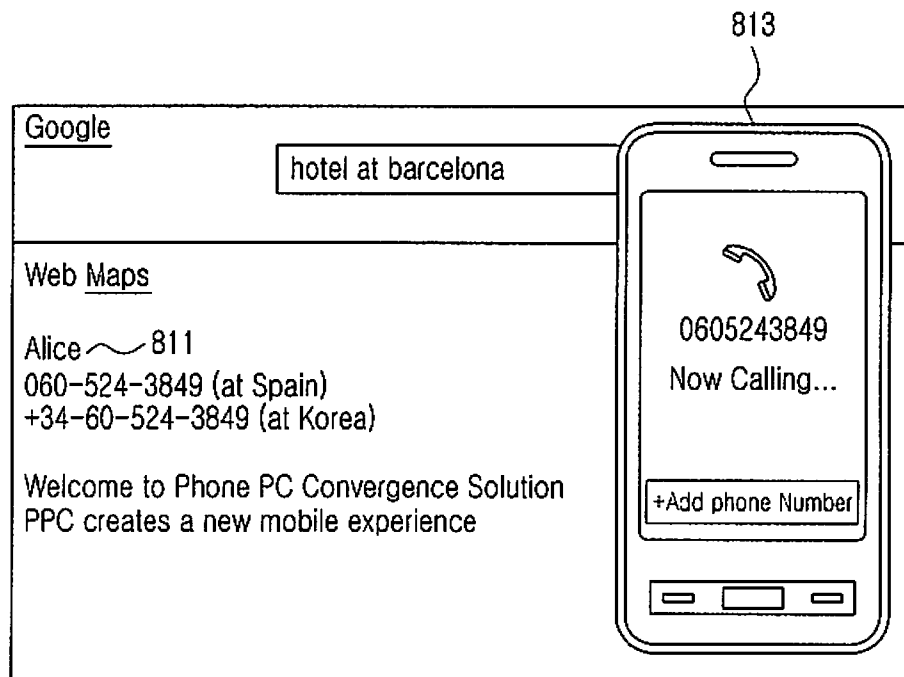 813
Google
hotel at barcelona
Web Maps
Alice 811
060-524-3849 (at Spain)
+34-60-524-3849 (at Korea)
Welcome to Phone PC Convergence Solution
PPC creates a new mobile experience
0605243849
Now Calling...
+Add phone Number